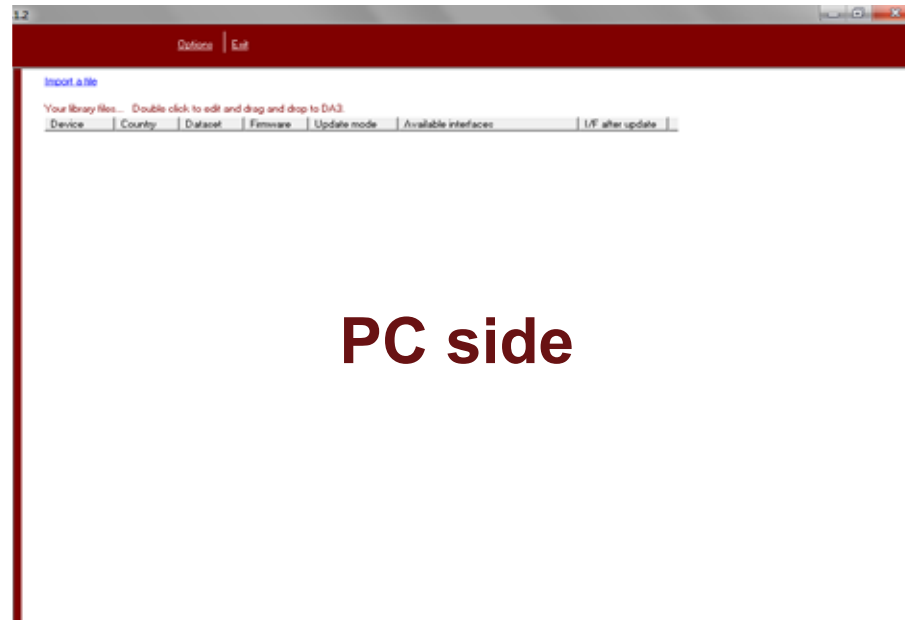 1.2
Options Exit
Import a file
Your library files... Double click to edit and drag and drop to DA3.
Device Country Dataset Firmware Update mode Available interfaces I/F after update
PC side